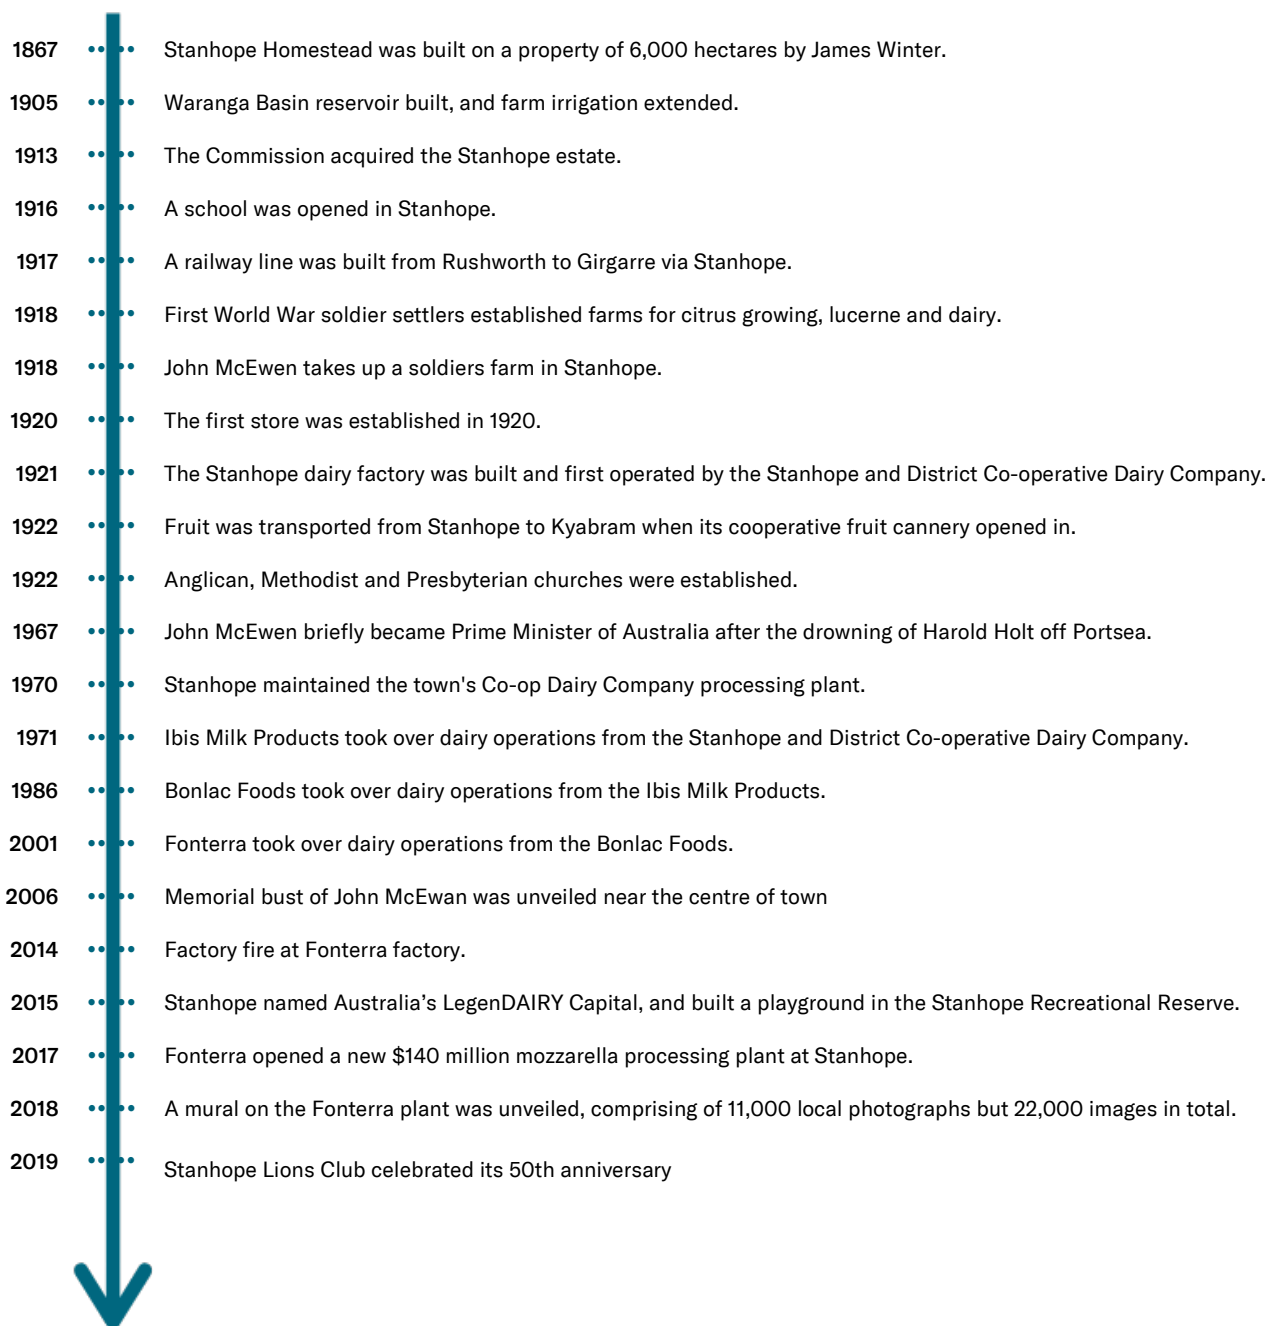 1867 Stanhope Homestead was built on a property of 6,000 hectares by James Winter.
1905 Waranga Basin reservoir built, and farm irrigation extended.
1913 The Commission acquired the Stanhope estate.
1916 A school was opened in Stanhope.
1917 A railway line was built from Rushworth to Girgarre via Stanhope.
1918 First World War soldier settlers established farms for citrus growing, lucerne and dairy.
1918 John McEwen takes up a soldiers farm in Stanhope.
1920 The first store was established in 1920.
1921 The Stanhope dairy factory was built and first operated by the Stanhope and District Co-operative Dairy Company.
1922 Fruit was transported from Stanhope to Kyabram when its cooperative fruit cannery opened in.
1922 Anglican, Methodist and Presbyterian churches were established.
1967 John McEwen briefly became Prime Minister of Australia after the drowning of Harold Holt off Portsea.
1970 Stanhope maintained the town's Co-op Dairy Company processing plant.
1971 Ibis Milk Products took over dairy operations from the Stanhope and District Co-operative Dairy Company.
1986 Bonlac Foods took over dairy operations from the Ibis Milk Products.
2001 Fonterra took over dairy operations from the Bonlac Foods.
2006 Memorial bust of John McEwan was unveiled near the centre of town
2014 Factory fire at Fonterra factory.
2015 Stanhope named Australia’s LegenDAIRY Capital, and built a playground in the Stanhope Recreational Reserve.
2017 Fonterra opened a new $140 million mozzarella processing plant at Stanhope.
2018 A mural on the Fonterra plant was unveiled, comprising of 11,000 local photographs but 22,000 images in total.
2019 Stanhope Lions Club celebrated its 50th anniversary